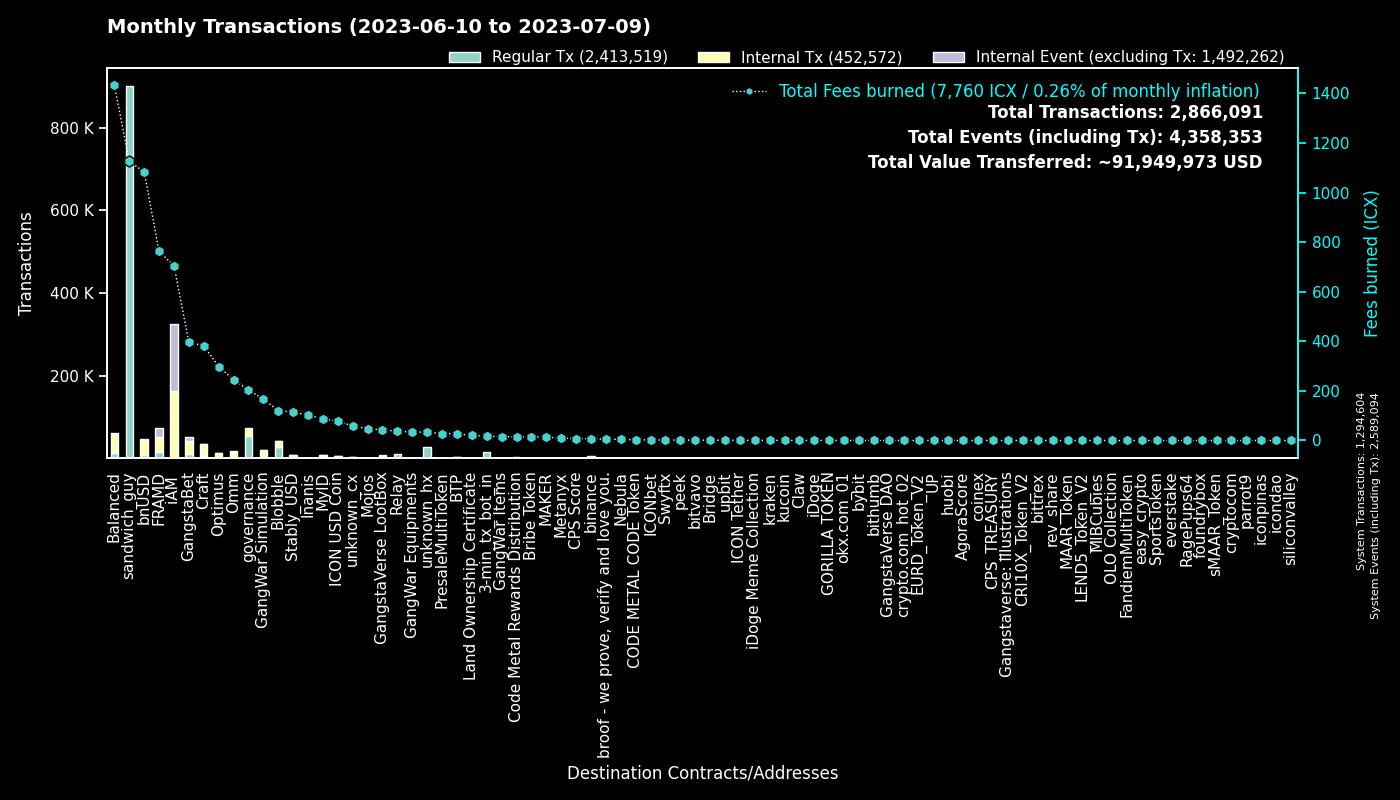 Monthly Transactions (2023-06-10 to 2023-07-09)
Regular Tx (2,413,519)
Internal Tx (452,572)
Internal Event (excluding Tx: 1,492,262)
Total Fees burned (7,760 ICX / 0.26% of monthly inflation)
Total Transactions: 2,866,091
Total Events (including Tx): 4,358,353
Total Value Transferred: ~91,949,973 USD
Transactions
800 K
600 K
400 K
200 K
1400
1200
1000
800
600
400
200
0
Fees burned (ICX)
System Transactions: 1,294,604
System Events (including Tx): 2,589,094
Balanced
sandwich_guy
bnUSD
FRAMD
iAM
GangstaBet
Craft
Optimus
Omm
governance
GangWar Simulation
Blobble
Stably_USD
Inanis
MyID
ICON USD Coin
unknown_cx
Mojos
GangstaVerse LootBox
Relay
GangWar Equipments
unknown_hx
PresaleMultiToken
BTP
Land Ownership Certificate
3-min_tx_bot_in
GangWar Items
Code Metal Rewards Distribution
Bribe Token
MAKER
Metanyx
CPS Score
binance
broof - we prove, verify and love you.
Nebula
CODE METAL CODE Token
ICONbet
Swyftx
peek
bitvavo
Bridge
upbit
ICON Tether
iDoge Meme Collection
kraken
kucoin
Claw
iDoge
GORILLA TOKEN
okx.com_01
bybit
bithumb
GangstaVerse DAO
crypto.com_hot_02
EURD_Token_V2
_UP
huobi
AgoraScore
coinex
CPS_TREASURY
Gangstaverse: Illustrations
CRI10X_Token_V2
bittrex
rev_share
MAAR_Token
LEND5_Token_V2
MIBCubies
OLO Collection
FandiemMultiToken
easy_crypto
SportsToken
everstake
RagePups64
foundrybox
sMAAR_Token
cryptocom
parrot9
iconpinas
icondao
siliconvalley
Destination Contracts/Addresses